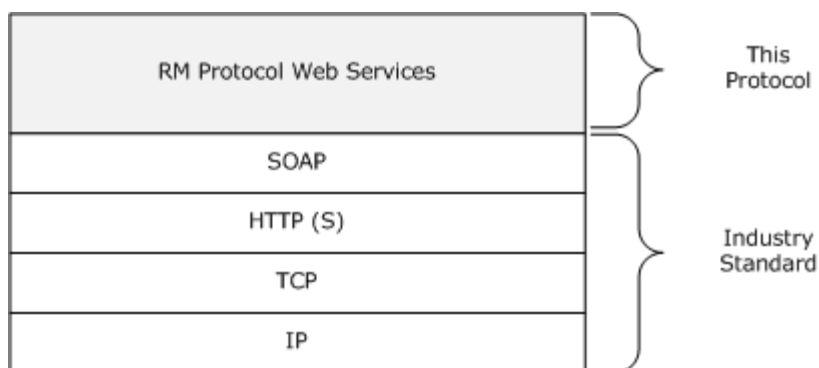 RM Protocol Web Services
This
Protocol
SOAP
HTTP (S)
TCP
IP
Industry
Standard